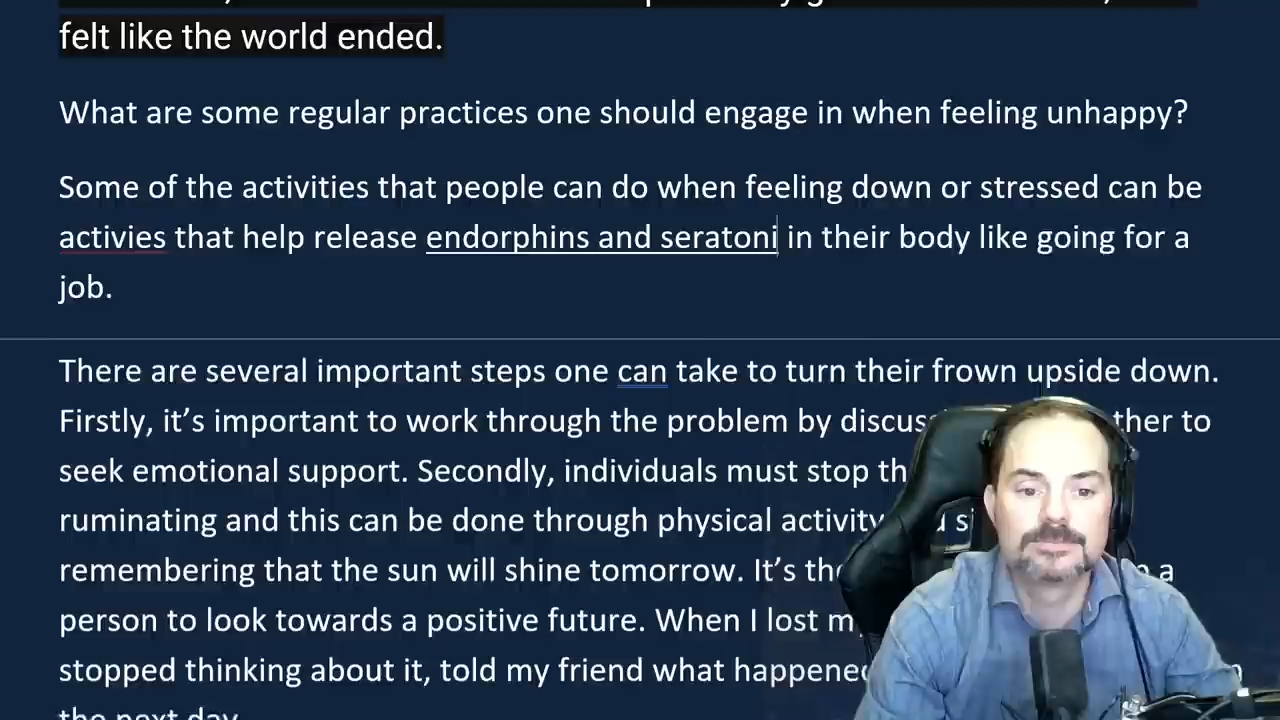 felt like the world ended.
What are some regular practices one should engage in when feeling unhappy?
Some of the activities that people can do when feeling down or stressed can be
activies that help release endorphins and seratoni in their body like going for a
job.
There are several important steps one can take to turn their frown upside down.
Firstly, it's important to work through the problem by to
seek emotional support. Secondly, individuals must stop
ruminating and this can be done through physical activity
remembering that the sun will shine tomorrow. It's a
person to look towards a positive future. When I lost
stopped thinking about it, told my friend what happened
the next day